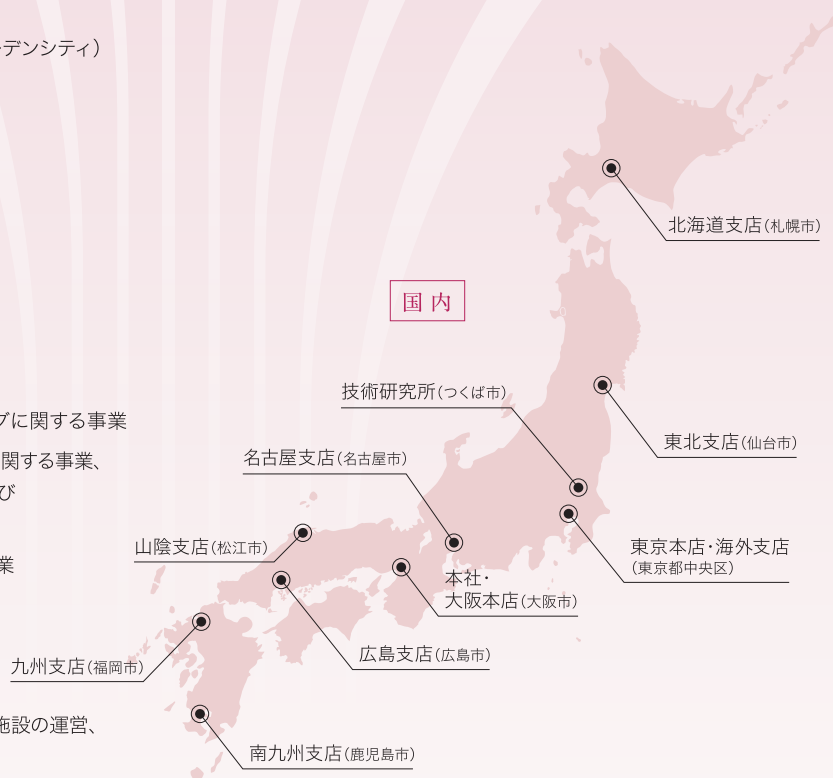 デンシティ）
北海道支店（札幌市）
国内
技術研究所（つくば市）
グに関する事業
東北支店（仙台市）
名古屋支店（名古屋市）
関する事業、
び
山陰支店（松江市）
東京本店・海外支店
（東京都中央区）
業
本社・
大阪本店（大阪市）
広島支店（広島市）
九州支店（福岡市）
施設の運営、
南九州支店（鹿児島市）